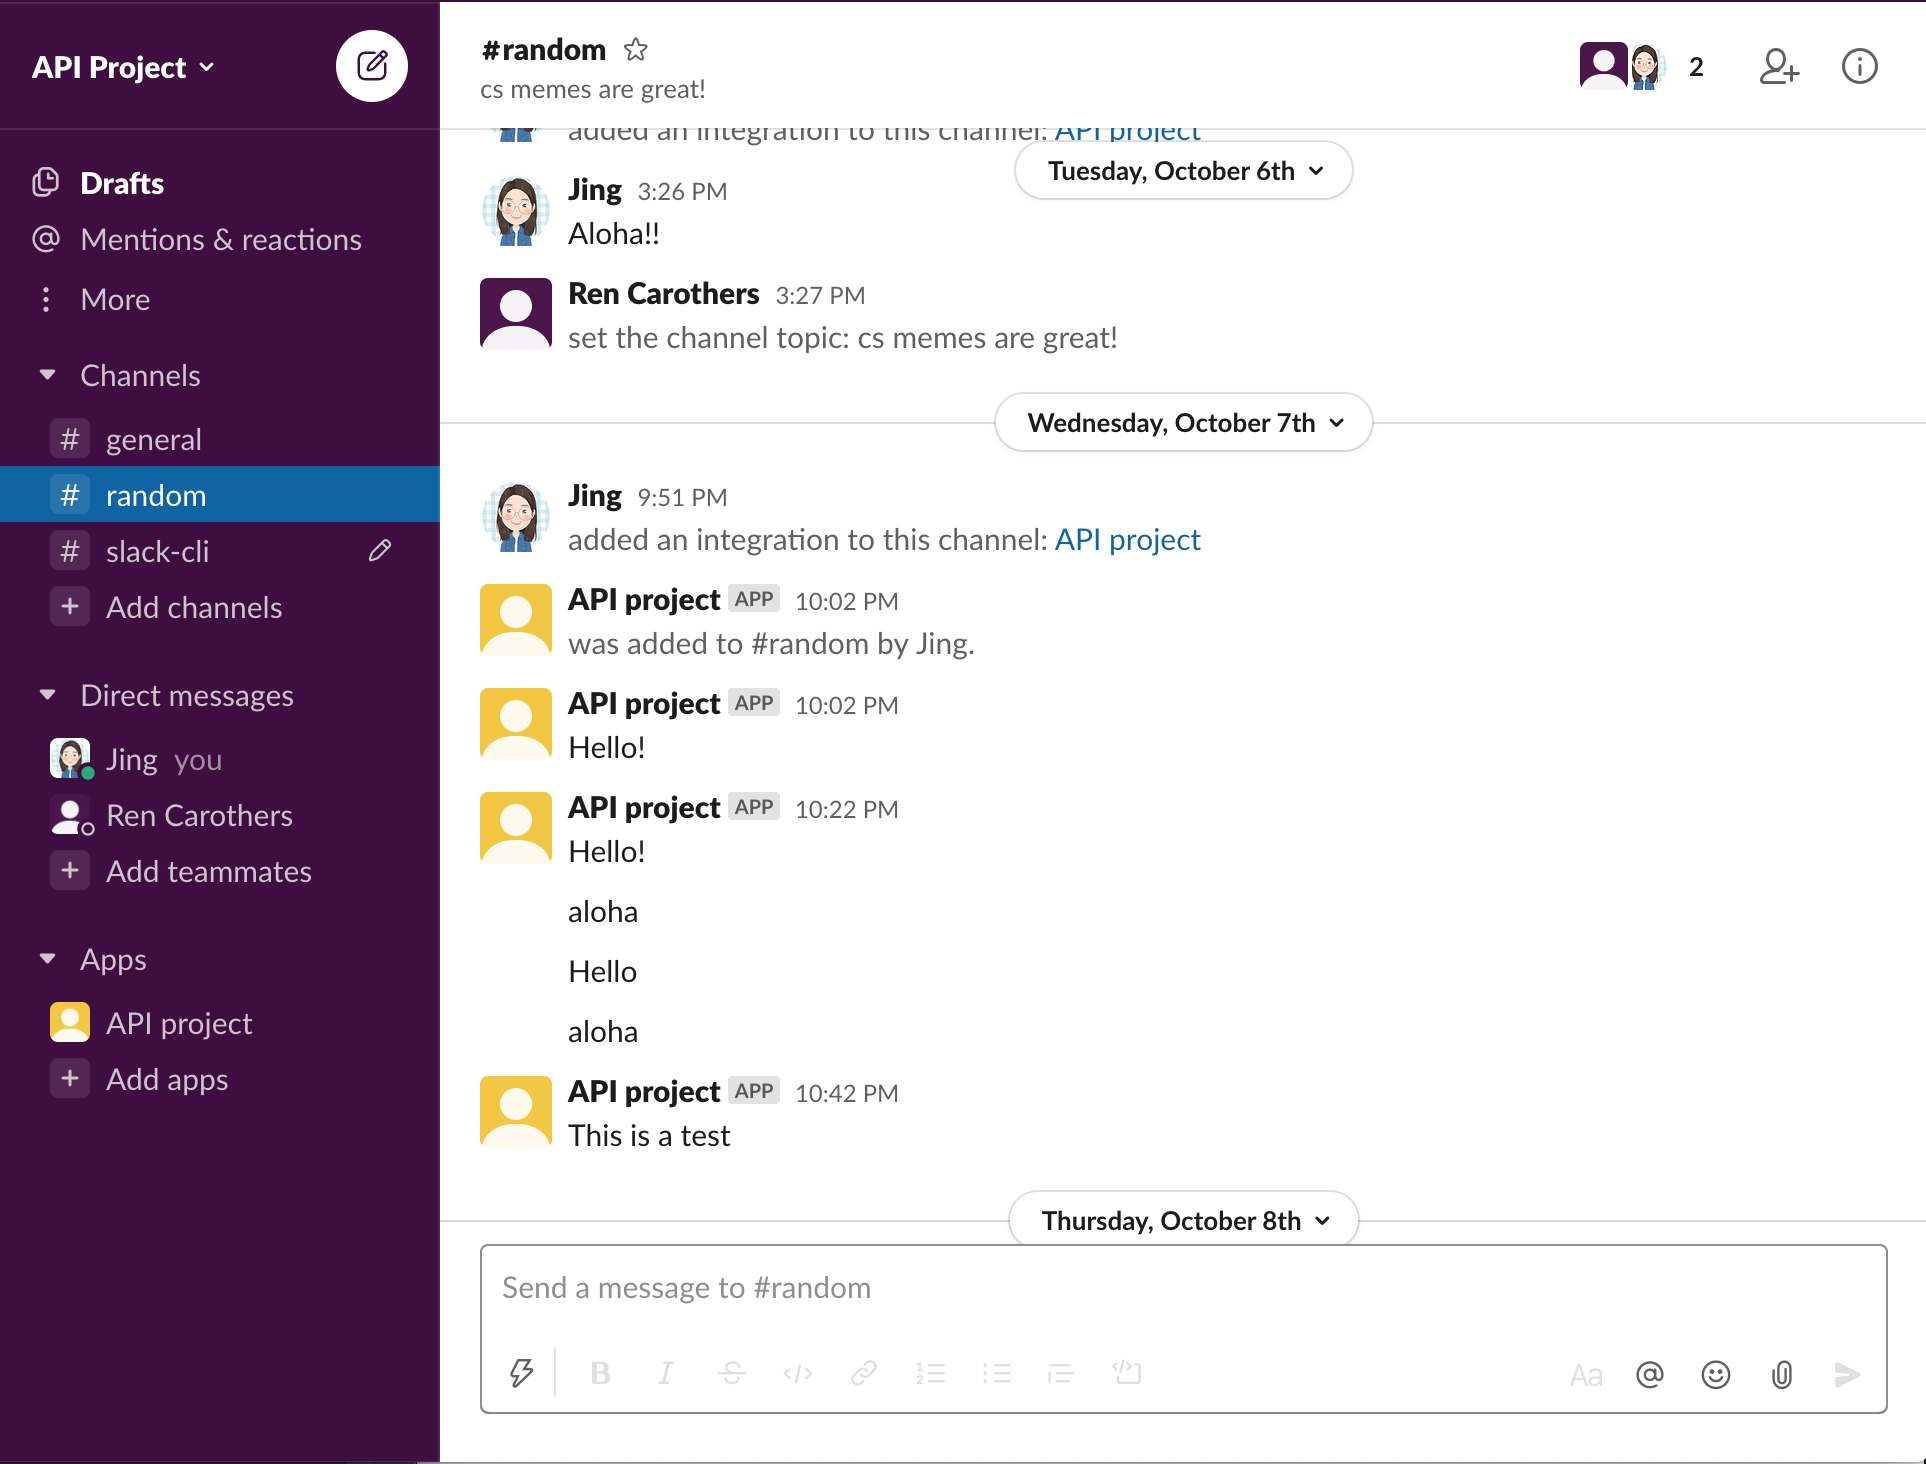 API Project
Drafts
@ Mentions & reactions
More
Channels
# general
# random
# slack-cli
+ Add channels
Direct messages
Jing you
Ren Carothers
+ Add teammates
Apps
API project
+ Add apps
#random
cs memes are great!
2
added an integration to this channel: API project
Tuesday, October 6th
Jing 3:26 PM
Aloha!!
Ren Carothers 3:27 PM
set the channel topic: cs memes are great!
Wednesday, October 7th
Jing 9:51 PM
added an integration to this channel: API project
API project APP 10:02 PM
was added to #random by Jing.
API project APP 10:02 PM
Hello!
API project APP 10:22 PM
Hello!
aloha
Hello
aloha
API project APP 10:42 PM
This is a test
Thursday, October 8th
Send a message to #random
B I S </> Aa @